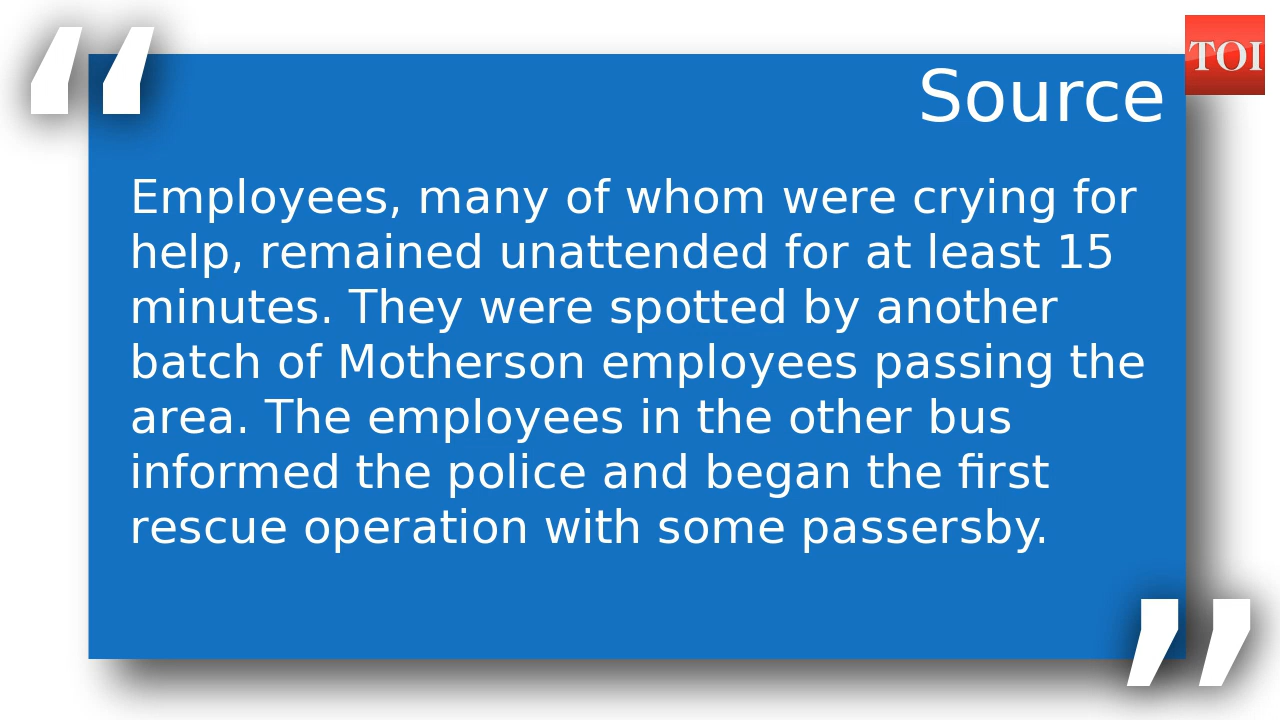 “
TOI
Source
Employees, many of whom were crying for
help, remained unattended for at least 15
minutes. They were spotted by another
batch of Motherson employees passing the
area. The employees in the other bus
informed the police and began the first
rescue operation with some passersby.
”